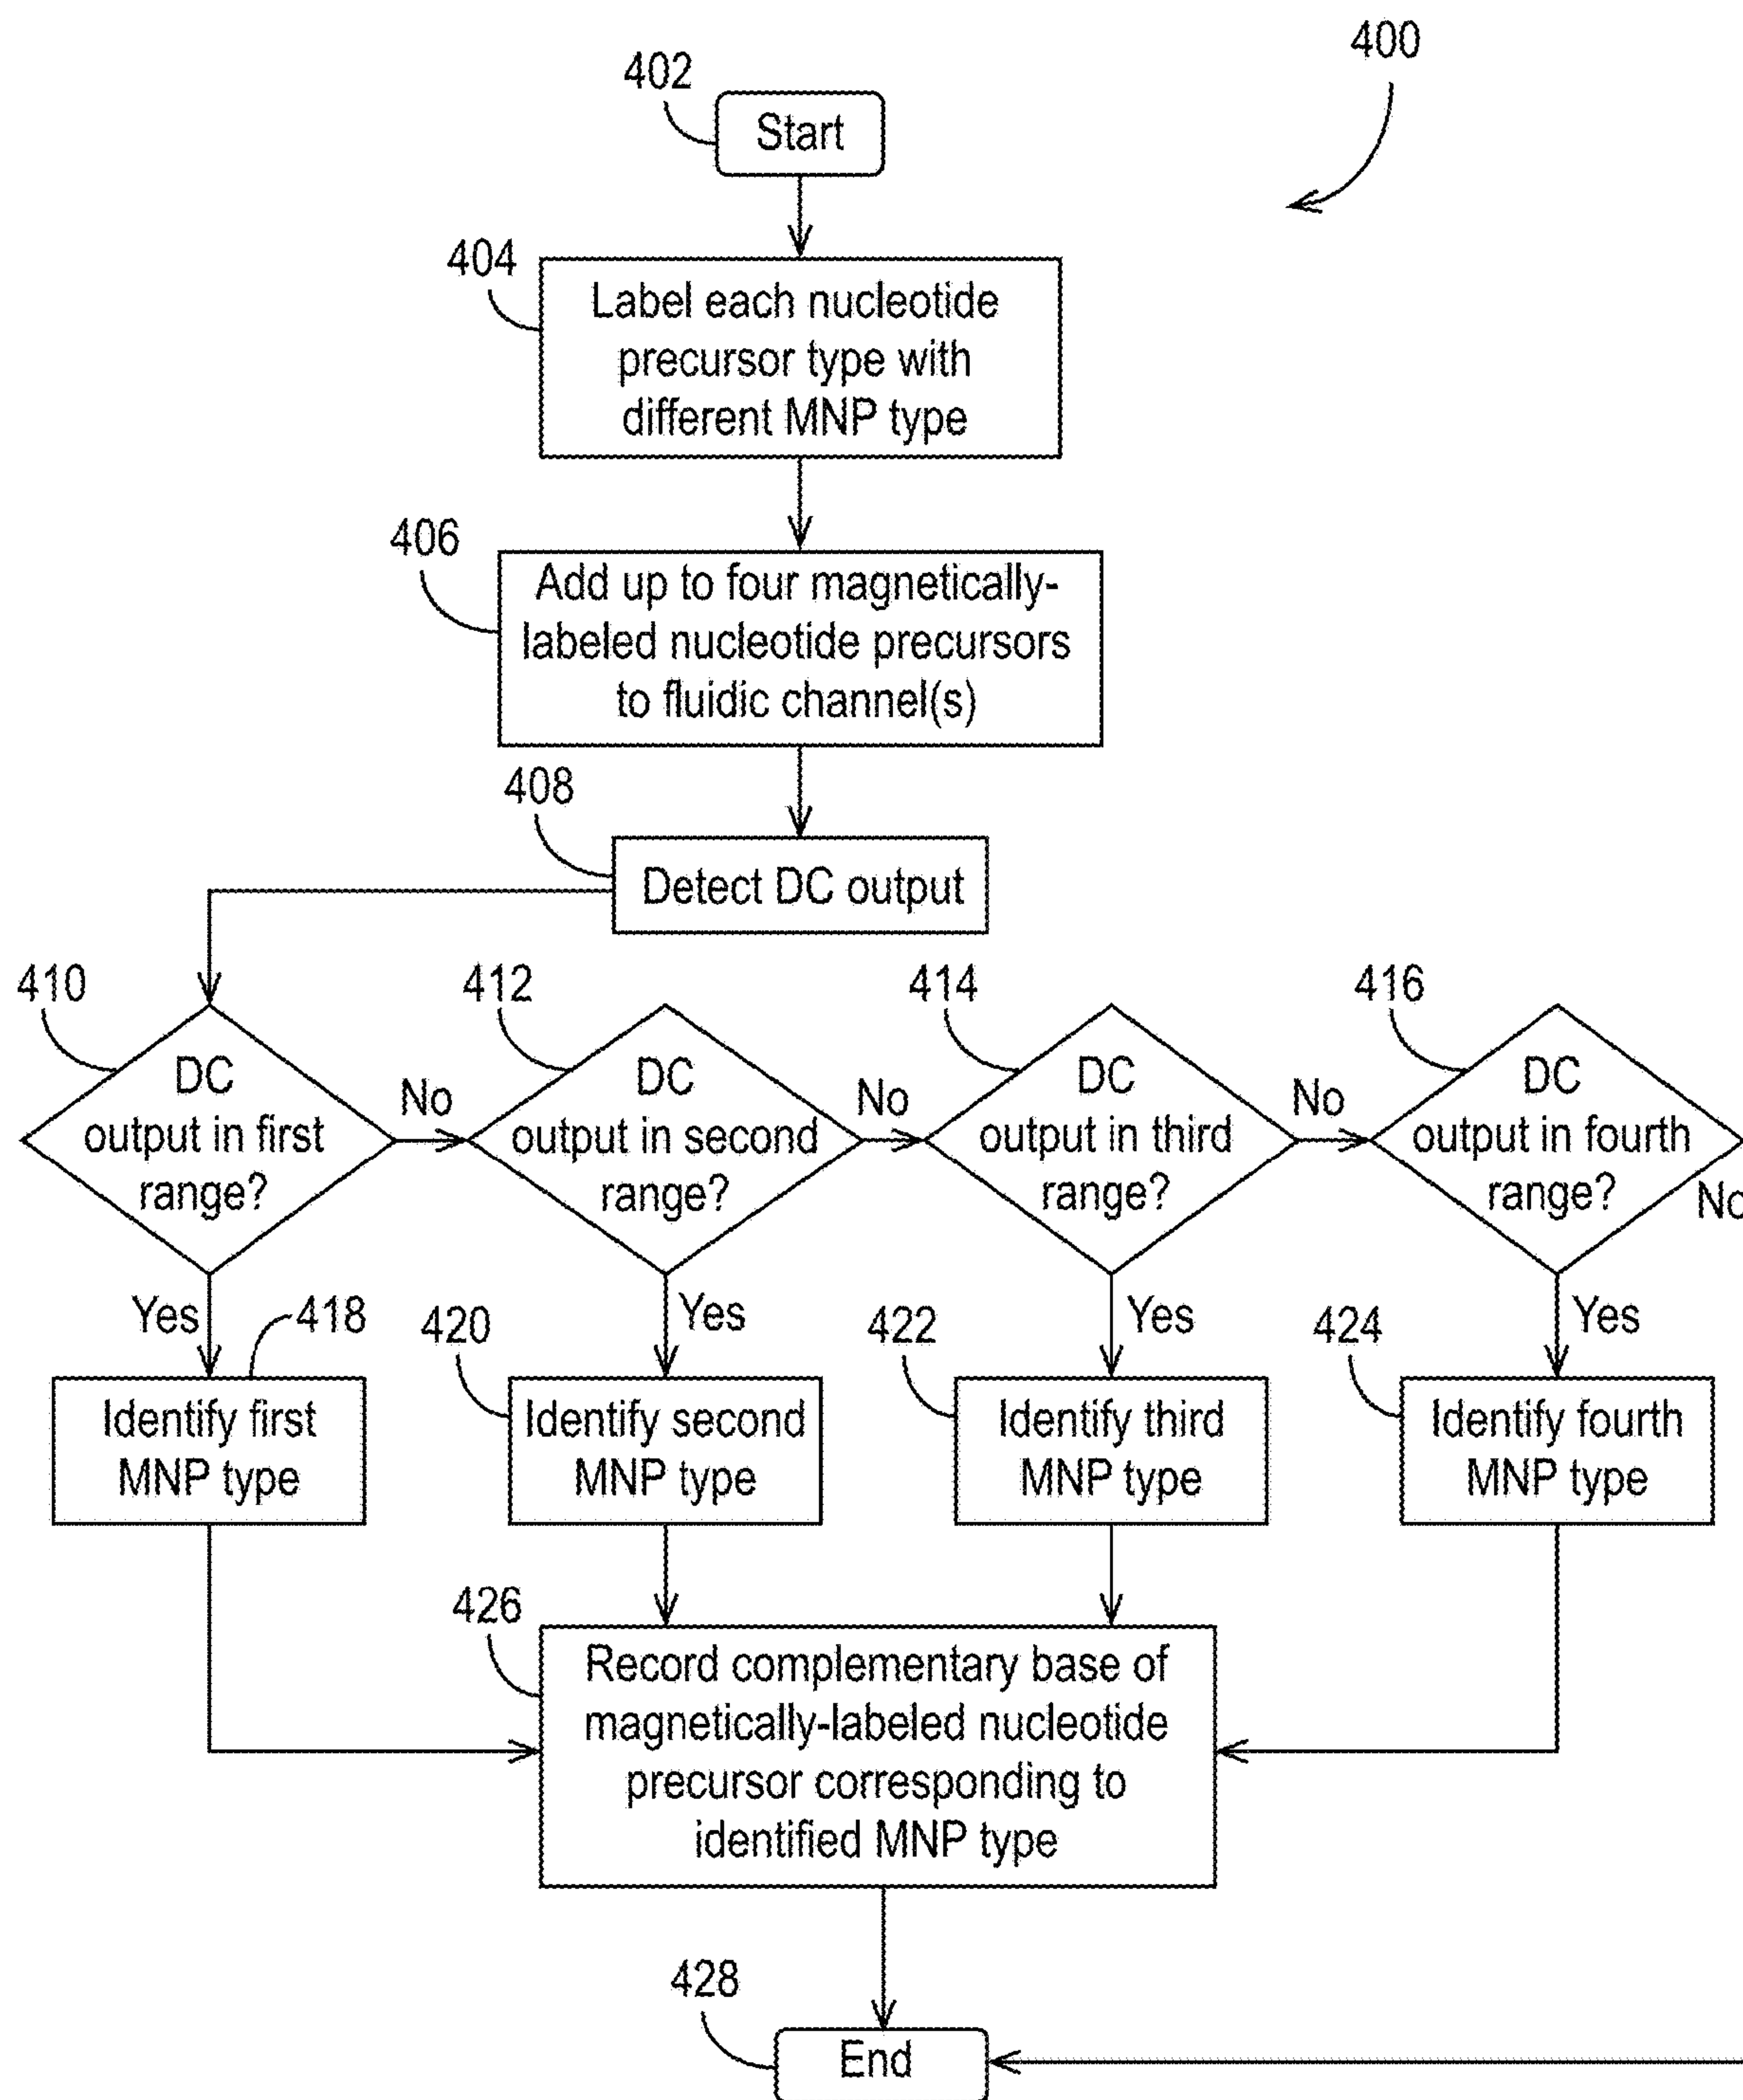 400
402
Start
404
Label each nucleotide
precursor type with
different MNP type
406
Add up to four magnetically-
labeled nucleotide precursors
to fluidic channel(s)
408
Detect DC output
410
DC
output in first
range?
No
412
DC
output in second
range?
No
414
DC
output in third
range?
No
416
DC
output in fourth
range?
No
Yes
418
Identify first
MNP type
Yes
420
Identify second
MNP type
Yes
422
Identify third
MNP type
Yes
424
Identify fourth
MNP type
426
Record complementary base of
magnetically-labeled nucleotide
precursor corresponding to
identified MNP type
428
End